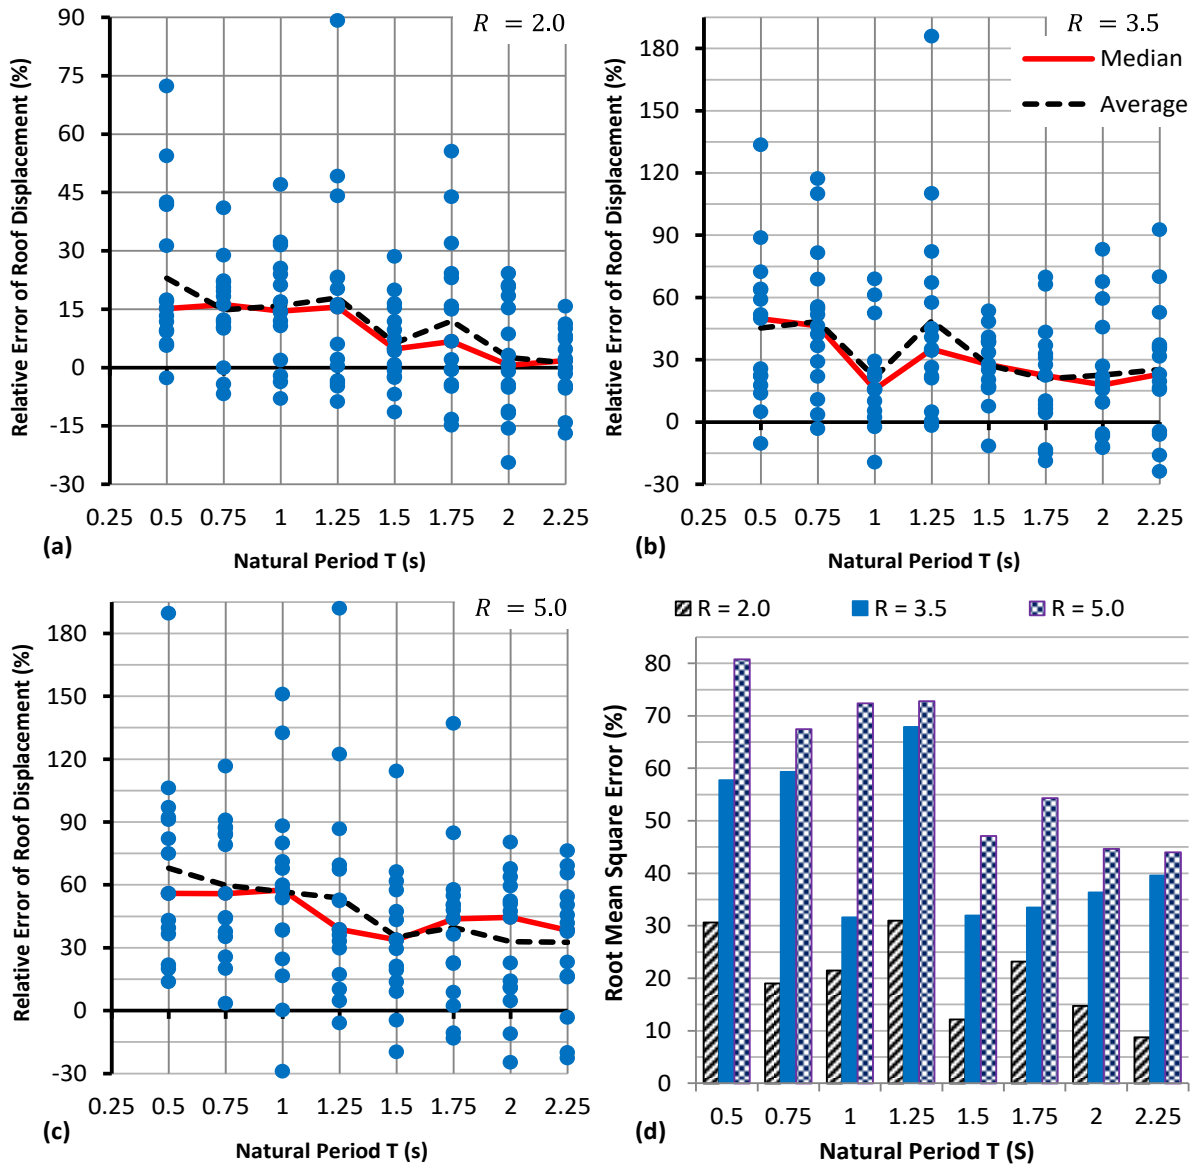 R = 2.0
90
75
60
45
30
15
0
-15
-30
Relative Error of Roof Displacement (%)
0.25 0.5 0.75 1 1.25 1.5 1.75 2 2.25
(a)
Natural Period T (s)
R = 3.5
Median
Average
180
150
120
90
60
30
0
-30
Relative Error of Roof Displacement (%)
0.25 0.5 0.75 1 1.25 1.5 1.75 2 2.25
(b)
Natural Period T (s)
R = 5.0
180
150
120
90
60
30
0
-30
Relative Error of Roof Displacement (%)
0.25 0.5 0.75 1 1.25 1.5 1.75 2 2.25
(c)
Natural Period T (s)
R = 2.0 R = 3.5 R = 5.0
80
70
60
50
40
30
20
10
0
Root Mean Square Error (%)
0.5 0.75 1 1.25 1.5 1.75 2 2.25
(d)
Natural Period T (S)